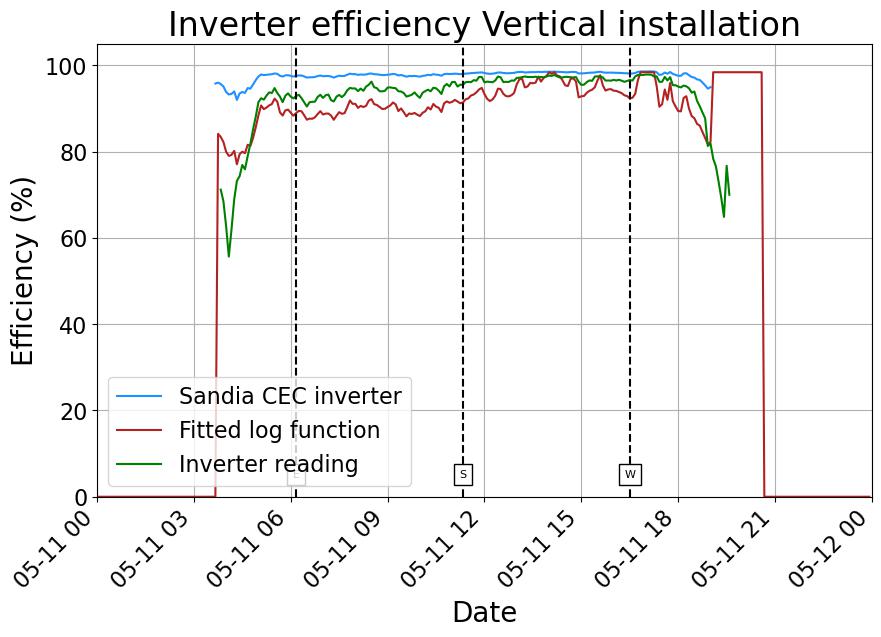 Inverter efficiency Vertical installation
Efficiency (%)
100
80
60
40
20
0
Sandia CEC inverter
Fitted log function
Inverter reading
E
S
W
05-11 00
05-11 03
05-11 06
05-11 09
05-11 12
05-11 15
05-11 18
05-11 21
05-12 00
Date